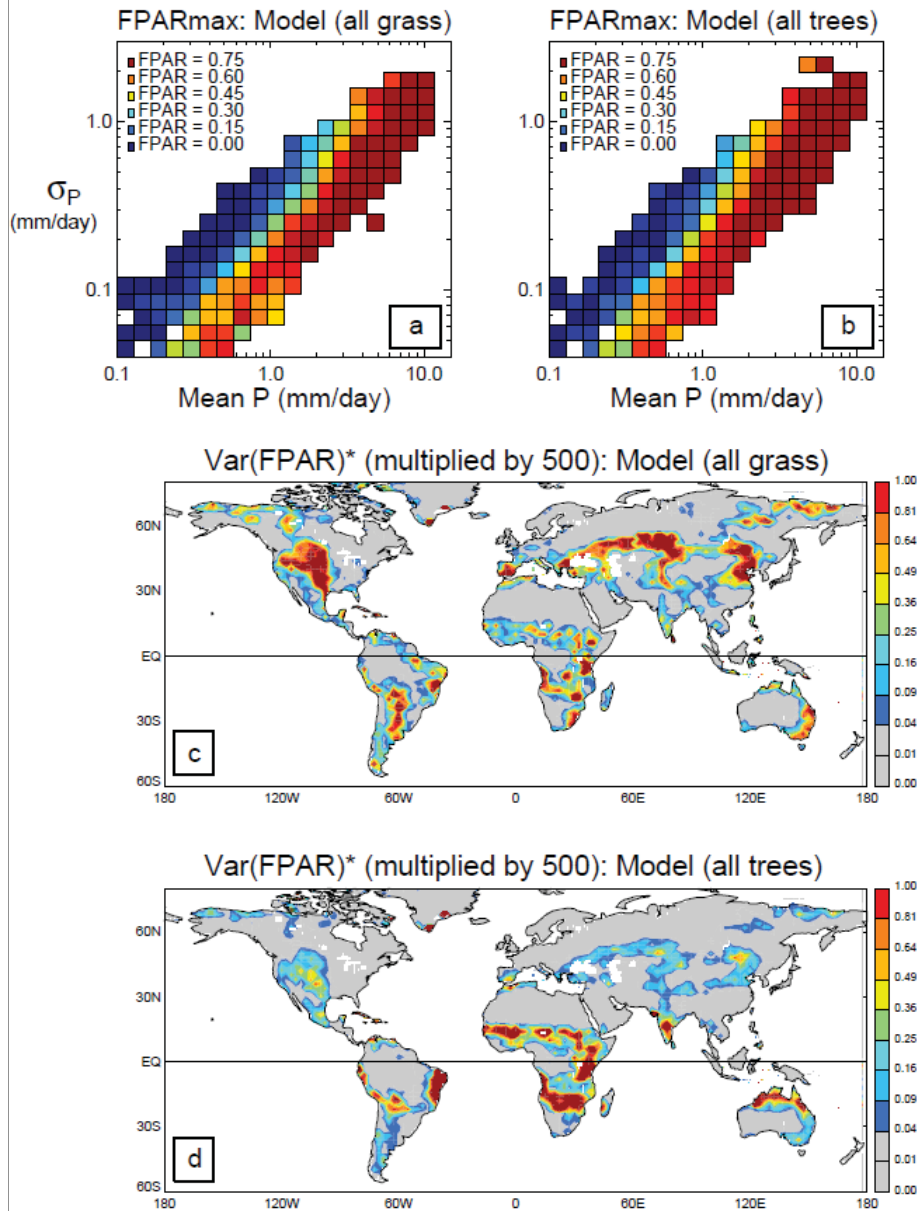 FPARmax: Model (all grass)
FPAR = 0.75
FPAR = 0.60
FPAR = 0.45
FPAR = 0.30
FPAR = 0.15
FPAR = 0.00
1.0
σP
(mm/day)
0.1
a
0.1 1.0 10.0
Mean P (mm/day)
FPARmax: Model (all trees)
FPAR = 0.75
FPAR = 0.60
FPAR = 0.45
FPAR = 0.30
FPAR = 0.15
FPAR = 0.00
1.0
0.1
b
0.1 1.0 10.0
Mean P (mm/day)
Var(FPAR)* (multiplied by 500): Model (all grass)
60N
30N
EQ
30S
60S
c
180 120W 60W 0 60E 120E 180
1.00
0.81
0.64
0.49
0.36
0.25
0.16
0.09
0.04
0.01
0.00
Var(FPAR)* (multiplied by 500): Model (all trees)
60N
30N
EQ
30S
60S
d
180 120W 60W 0 60E 120E 180
1.00
0.81
0.64
0.49
0.36
0.25
0.16
0.09
0.04
0.01
0.00